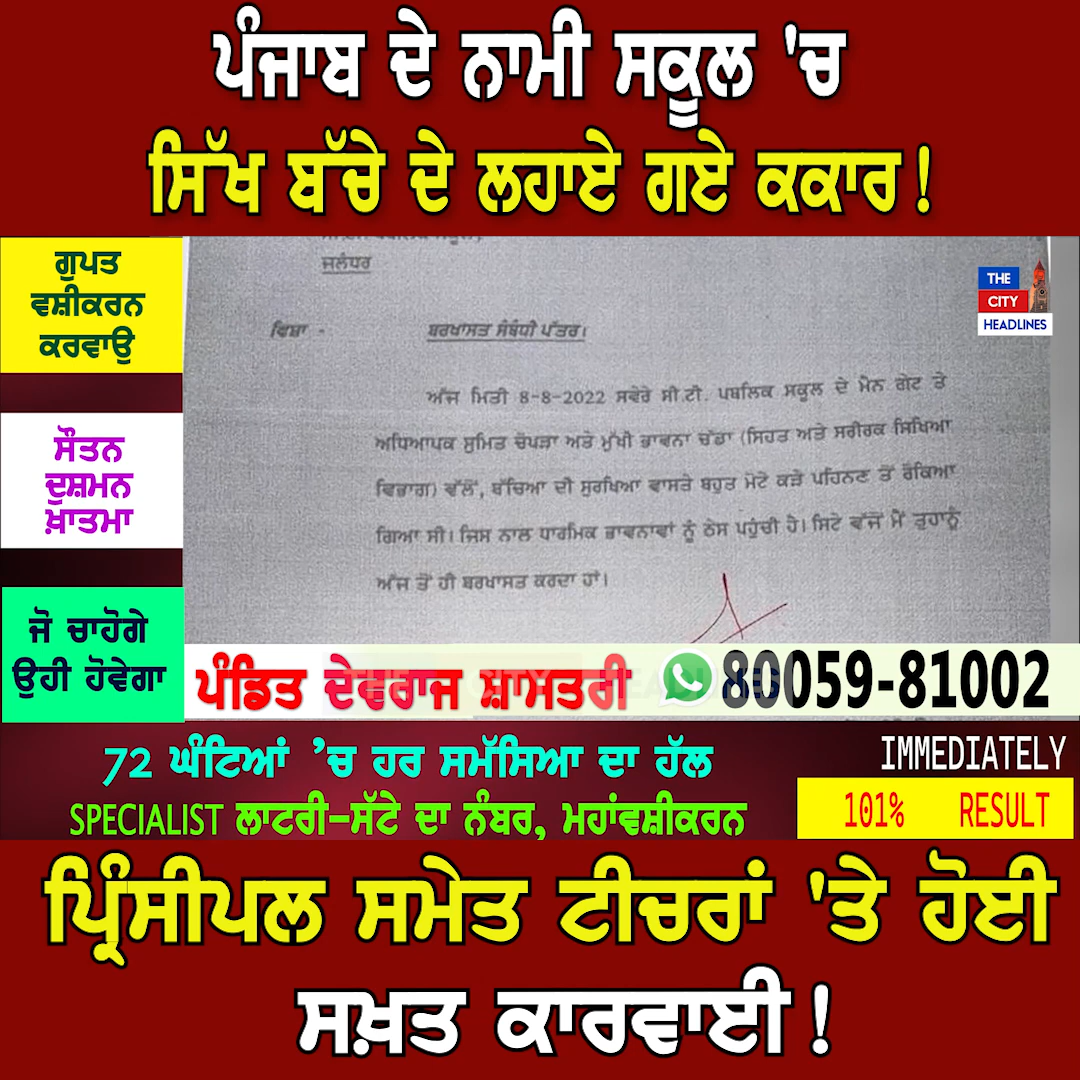 ਪੰਜਾਬ ਦੇ ਨਾਮੀ ਸਕੂਲ 'ਚ
ਸਿੱਖ ਬੱਚੇ ਦੇ ਲਹਾਏ ਗਏ ਕਕਾਰ!
ਗੁਪਤ
ਵਸ਼ੀਕਰਨ
ਕਰਵਾਉ
ਸੌਤਨ
ਦੁਸ਼ਮਨ
ਖ਼ਾਤਮਾ
ਜੋ ਚਾਹੋਗੇ
ਉਹੀ ਹੋਵੇਗਾ
ਜਲੰਧਰ
THE
CITY
HEADLINES
ਵਿਸ਼ਾ - ਬਰਖਾਸਤ ਸੰਬੰਧੀ ਪੱਤਰ।
ਅੱਜ ਮਿਤੀ 8-8-2022 ਸਵੇਰੇ ਸੀ.ਟੀ. ਪਬਲਿਕ ਸਕੂਲ ਦੇ ਮੇਨ ਗੇਟ ਤੇ
ਅਧਿਆਪਕ ਸੁਮਿਤ ਚੋਪੜਾ ਅਤੇ ਮੁੱਖੀ ਭਾਵਨਾ ਚੱਡਾ (ਸਿਹਤ ਅਤੇ ਸਰੀਰਕ ਸਿਖਿਆ
ਵਿਭਾਗ) ਵੱਲੋਂ, ਬੱਚਿਆ ਦੀ ਸੁਰਖਿਆ ਵਾਸਤੇ ਬਹੁਤ ਮੋਟੇ ਕੜੇ ਪਹਿਨਣ ਤੋਂ ਰੋਕਿਆ
ਗਿਆ ਸੀ। ਜਿਸ ਨਾਲ ਧਾਰਮਿਕ ਭਾਵਨਾਵਾਂ ਨੂੰ ਠੇਸ ਪਹੁੰਚੀ ਹੈ। ਸਿਟੇ ਵੱਜੋਂ ਮੈਂ ਤੁਹਾਨੂੰ
ਅੱਜ ਤੋਂ ਹੀ ਬਰਖਾਸਤ ਕਰਦਾ ਹਾਂ।
ਪੰਡਿਤ ਦੇਵਰਾਜ ਸ਼ਾਸਤਰੀ 80059-81002
72 ਘੰਟਿਆਂ ’ਚ ਹਰ ਸਮੱਸਿਆ ਦਾ ਹੱਲ
SPECIALIST ਲਾਟਰੀ-ਸੱਟੇ ਦਾ ਨੰਬਰ, ਮਹਾਂਵਸ਼ੀਕਰਨ
IMMEDIATELY
101% RESULT
ਪ੍ਰਿੰਸੀਪਲ ਸਮੇਤ ਟੀਚਰਾਂ 'ਤੇ ਹੋਈ
ਸਖ਼ਤ ਕਾਰਵਾਈ!